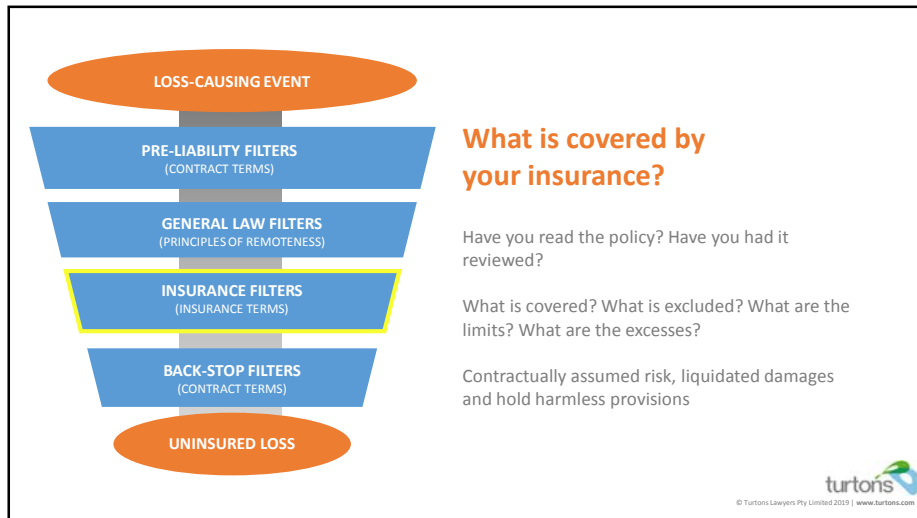 LOSS-CAUSING EVENT
PRE-LIABILITY FILTERS
(CONTRACT TERMS)
GENERAL LAW FILTERS
(PRINCIPLES OF REMOTENESS)
INSURANCE FILTERS
(INSURANCE TERMS)
BACK-STOP FILTERS
(CONTRACT TERMS)
UNINSURED LOSS
What is covered by
your insurance?
Have you read the policy? Have you had it
reviewed?
What is covered? What is excluded? What are the
limits? What are the excesses?
Contractually assumed risk, liquidated damages
and hold harmless provisions
turtons
© Turtons Lawyers Pty Limited 2019 | www.turtons.com